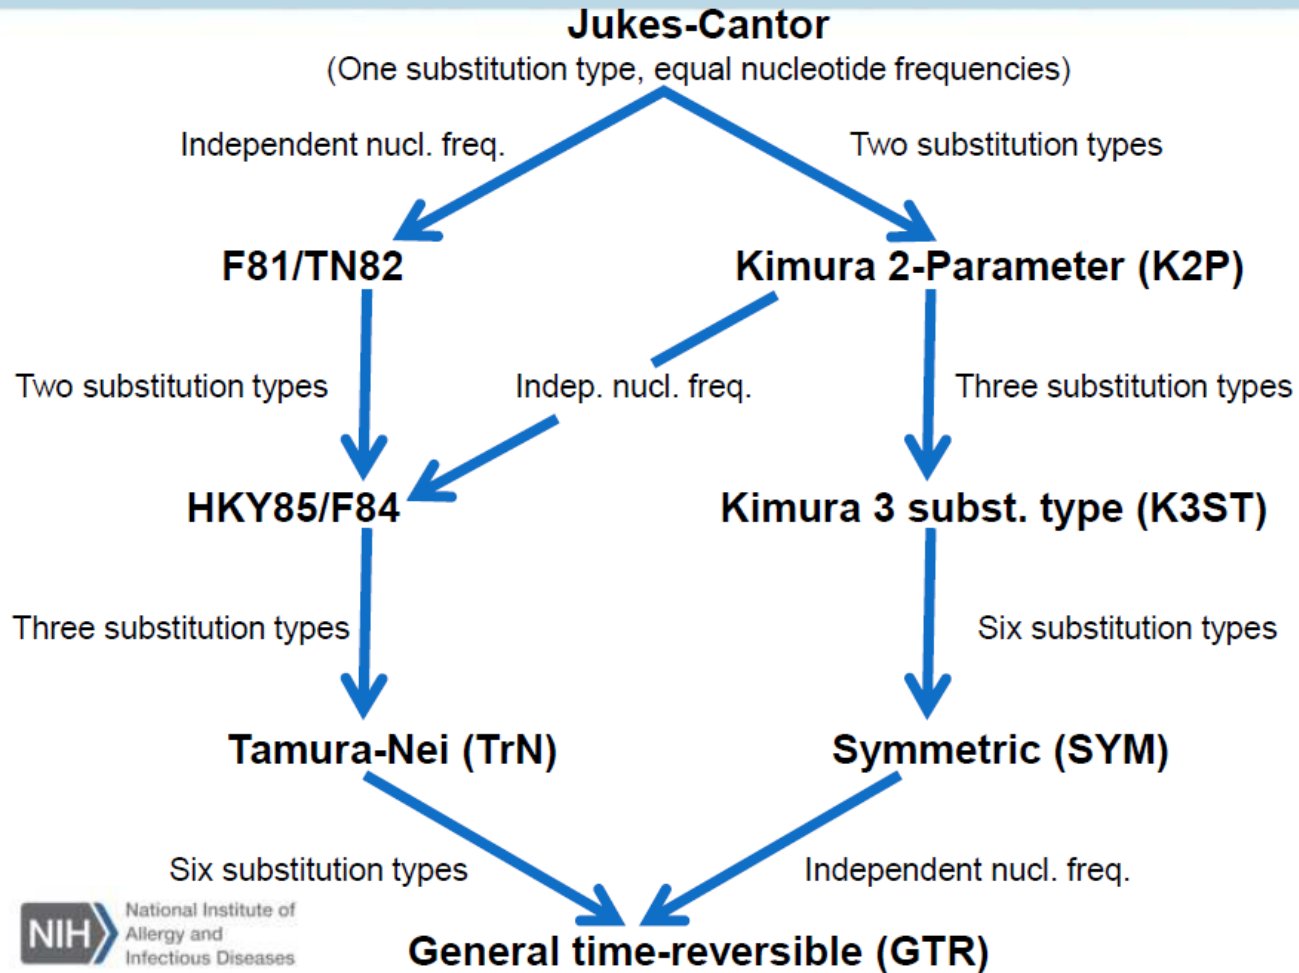 Jukes-Cantor
(One substitution type, equal nucleotide frequencies)
Independent nucl. freq.
Two substitution types
F81/TN82
Kimura 2-Parameter (K2P)
Two substitution types
Indep. nucl. freq.
Three substitution types
HKY85/F84
Kimura 3 subst. type (K3ST)
Three substitution types
Six substitution types
Tamura-Nei (TrN)
Symmetric (SYM)
Six substitution types
Independent nucl. freq.
NIH
National Institute of
Allergy and
Infectious Diseases
General time-reversible (GTR)